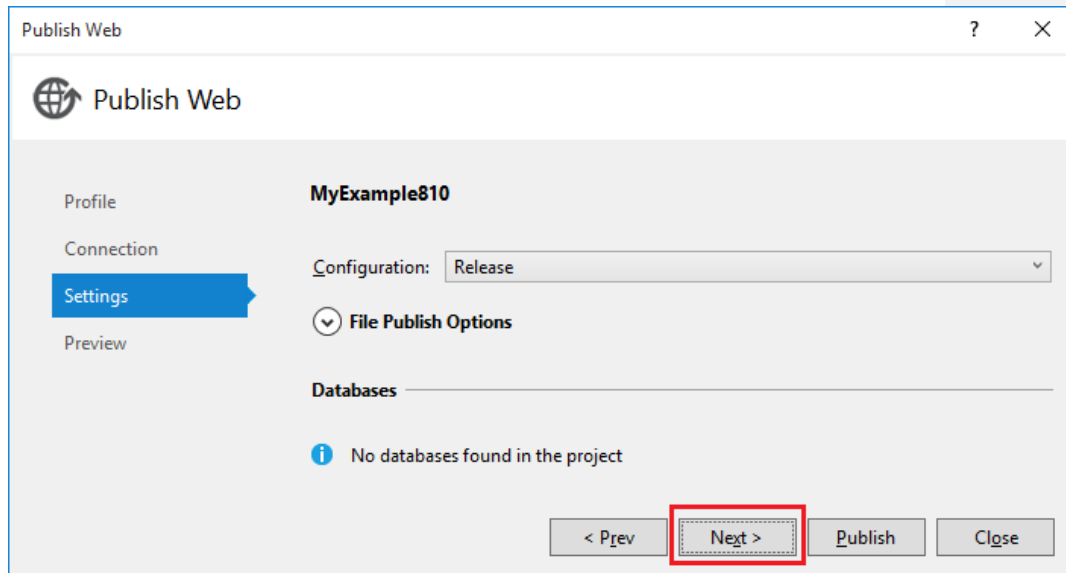 Publish Web
? ×
Publish Web
Profile
Connection
Settings
Preview
MyExample810
Configuration: Release
File Publish Options
Databases
i No databases found in the project
< Prev Next > Publish Close